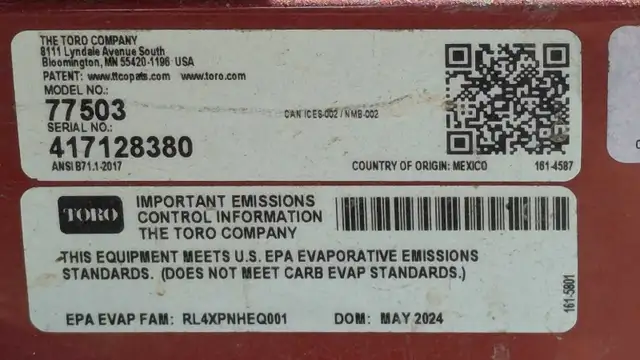 THE TORO COMPANY
8111 Lyndale Avenue South
Bloomington, MN 55420-1196 USA
PATENT: www.ttcopats.com www.toro.com
MODEL NO.:
77503
CAN ICES-002 / NMB-002
SERIAL NO.:
417128380
ANSI B71.1-2017
COUNTRY OF ORIGIN: MEXICO
161-4587
TORO
IMPORTANT EMISSIONS
CONTROL INFORMATION
THE TORO COMPANY
THIS EQUIPMENT MEETS U.S. EPA EVAPORATIVE EMISSIONS
STANDARDS. (DOES NOT MEET CARB EVAP STANDARDS.)
161-5801
EPA EVAP FAM: RL4XPNHEQ001 DOM: MAY 2024